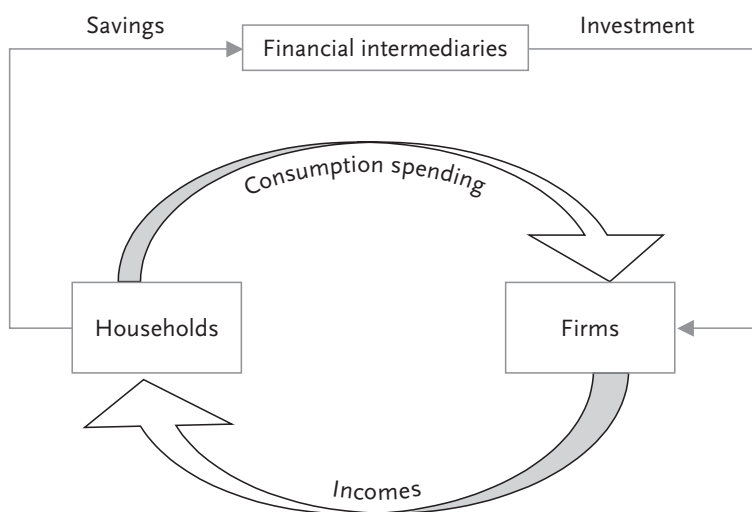 Savings
Financial intermediaries
Investment
Consumption spending
Households
Firms
Incomes